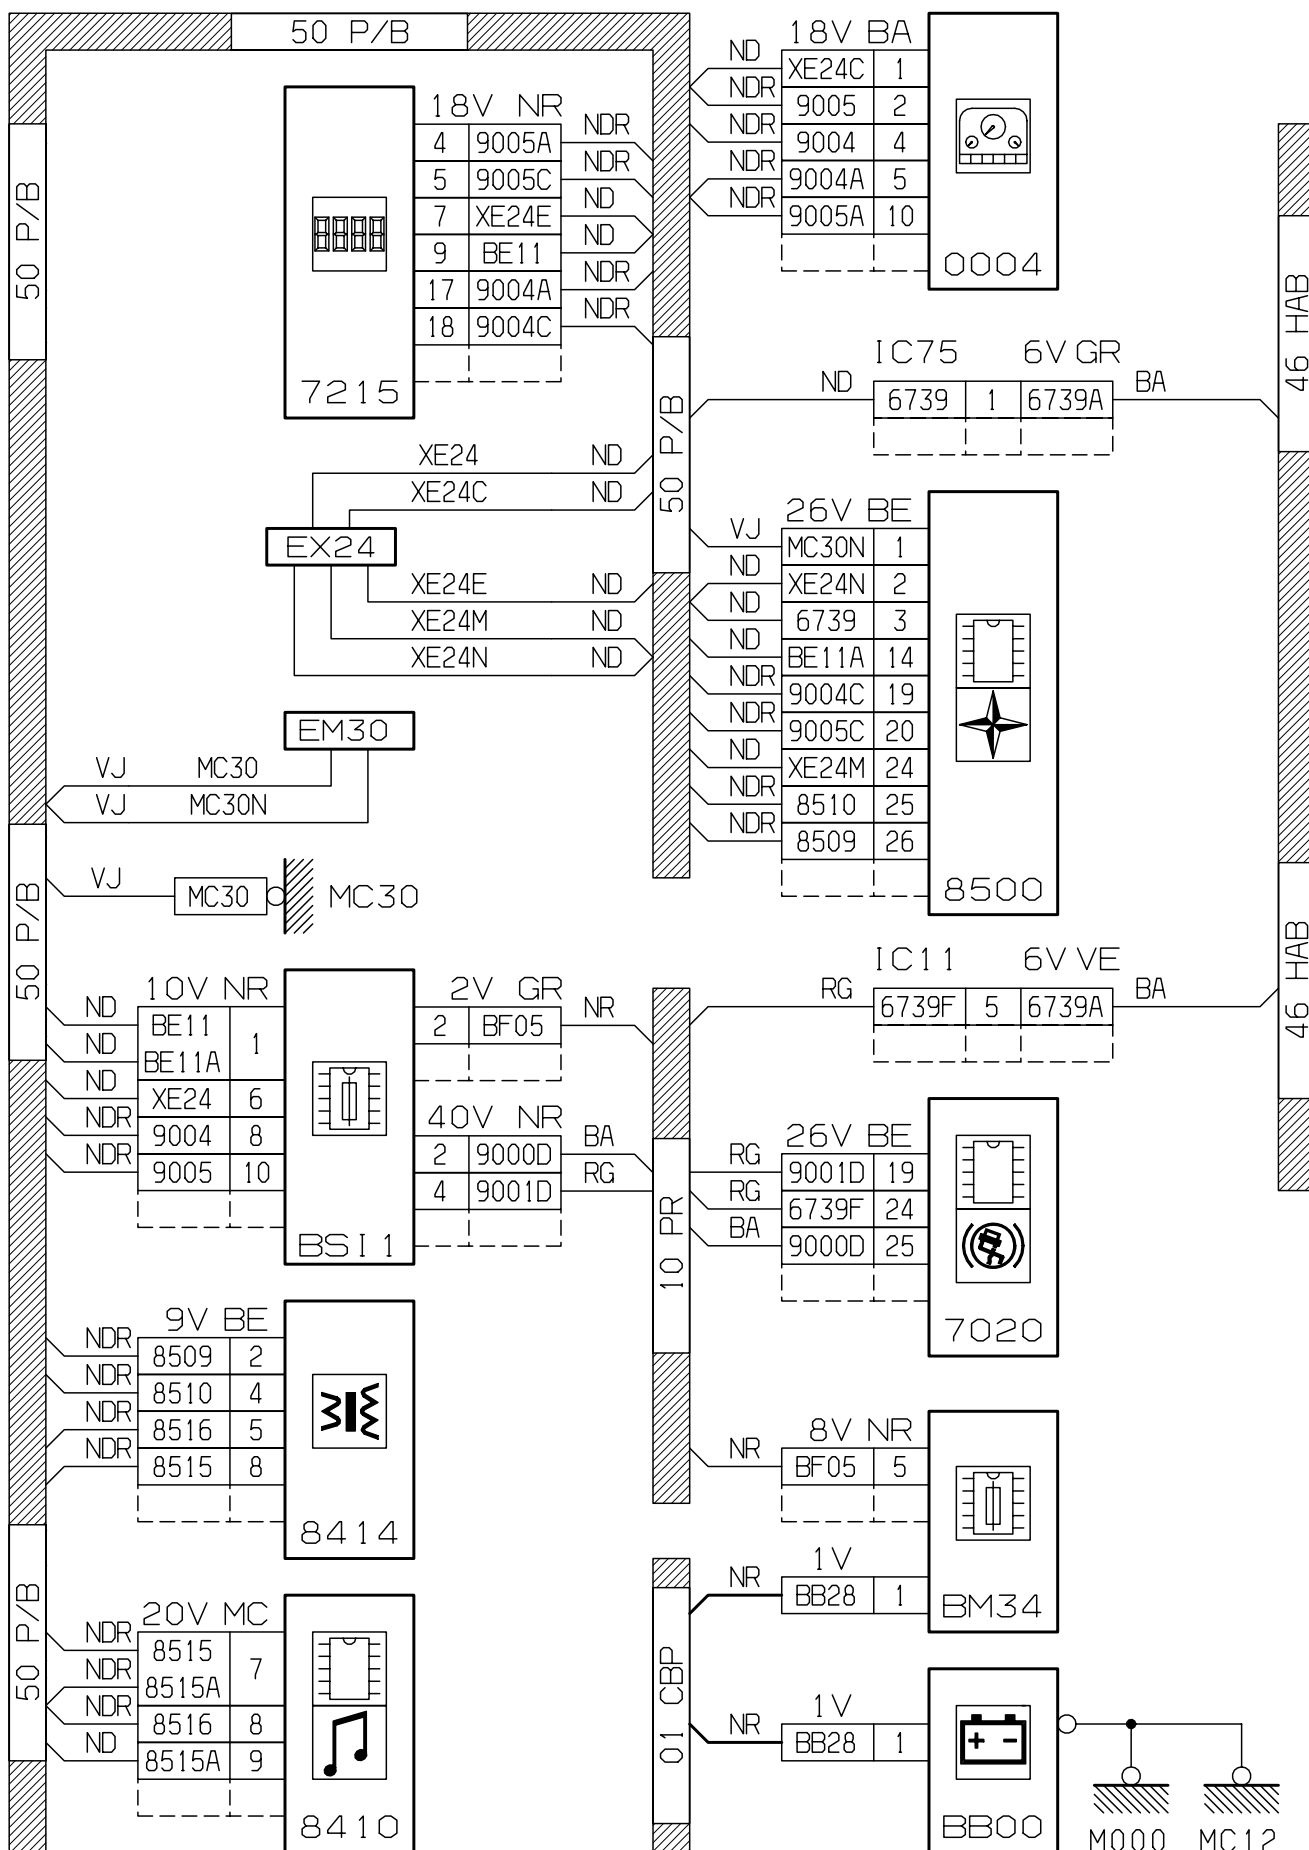 50 P/B
50 P/B
18V NR
4 9005A NDR
5 9005C NDR
7 XE24E ND
9 BE11 ND
17 9004A NDR
18 9004C NDR
7215
18V BA
ND XE24C 1
NDR 9005 2
NDR 9004 4
NDR 9004A 5
NDR 9005A 10
0004
46 HAB
50 P/B
IC75 6V GR
ND 6739 1 6739A BA
XE24 ND
XE24C ND
EX24
XE24E ND
XE24M ND
XE24N ND
26V BE
VJ MC30N 1
ND XE24N 2
ND 6739 3
ND BE11A 14
NDR 9004C 19
NDR 9005C 20
ND XE24M 24
NDR 8510 25
NDR 8509 26
8500
EM30
VJ MC30
VJ MC30N
50 P/B
VJ MC30 MC30
10V NR
ND BE11
ND BE11A 1
ND XE24 6
NDR 9004 8
NDR 9005 10
BSI1
2V GR
2 BF05 NR
40V NR
2 9000D BA
4 9001D RG
IC11 6V VE
RG 6739F 5 6739A BA
46 HAB
10 PR
26V BE
RG 9001D 19
RG 6739F 24
BA 9000D 25
7020
9V BE
NDR 8509 2
NDR 8510 4
NDR 8516 5
NDR 8515 8
8414
8V NR
NR BF05 5
1V
NR BB28 1
BM34
50 P/B
20V MC
NDR 8515
NDR 8515A 7
NDR 8516 8
ND 8515A 9
8410
01 CBP
1V
NR BB28 1
+ -
BB00
M000 MC12